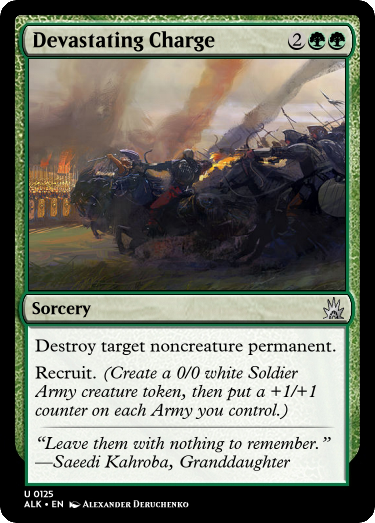 Devastating Charge 2
Sorcery
Destroy target noncreature permanent.
Recruit. (Create a 0/0 white Soldier
Army creature token, then put a +1/+1
counter on each Army you control.)
“Leave them with nothing to remember.”
—Saeedi Kahroba, Granddaughter
U 0125
ALK • EN Alexander Deruchenko